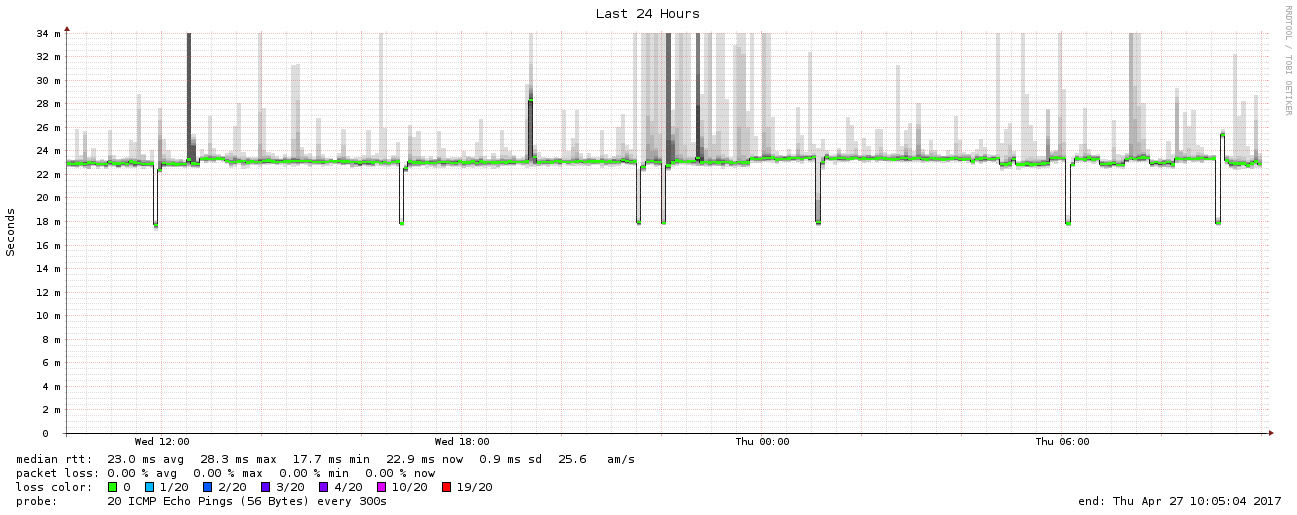 Last 24 Hours
RRDTOOL / TOBI OETIKER
Seconds
34 m
32 m
30 m
28 m
26 m
24 m
22 m
20 m
18 m
16 m
14 m
12 m
10 m
8 m
6 m
4 m
2 m
0
Wed 12:00 Wed 18:00 Thu 00:00 Thu 06:00
median rtt: 23.0 ms avg 28.3 ms max 17.7 ms min 22.9 ms now 0.9 ms sd 25.6 am/s
packet loss: 0.00 % avg 0.00 % max 0.00 % min 0.00 % now
loss color: 0 1/20 2/20 3/20 4/20 10/20 19/20
probe: 20 ICMP Echo Pings (56 Bytes) every 300s end: Thu Apr 27 10:05:04 2017